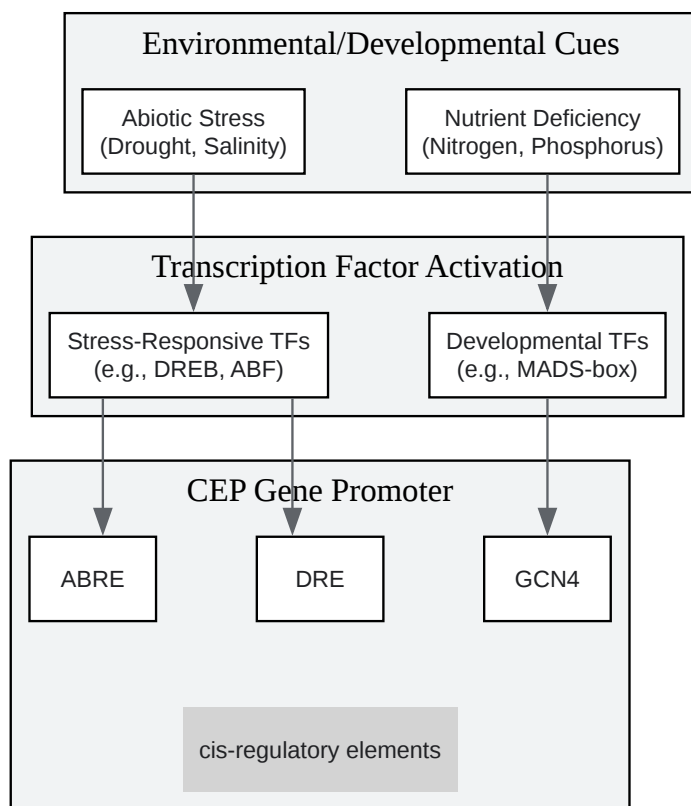 Environmental/Developmental Cues
Abiotic Stress
(Drought, Salinity)
Nutrient Deficiency
(Nitrogen, Phosphorus)
Transcription Factor Activation
Stress-Responsive TFs
(e.g., DREB, ABF)
Developmental TFs
(e.g., MADS-box)
CEP Gene Promoter
ABRE
DRE
GCN4
cis-regulatory elements